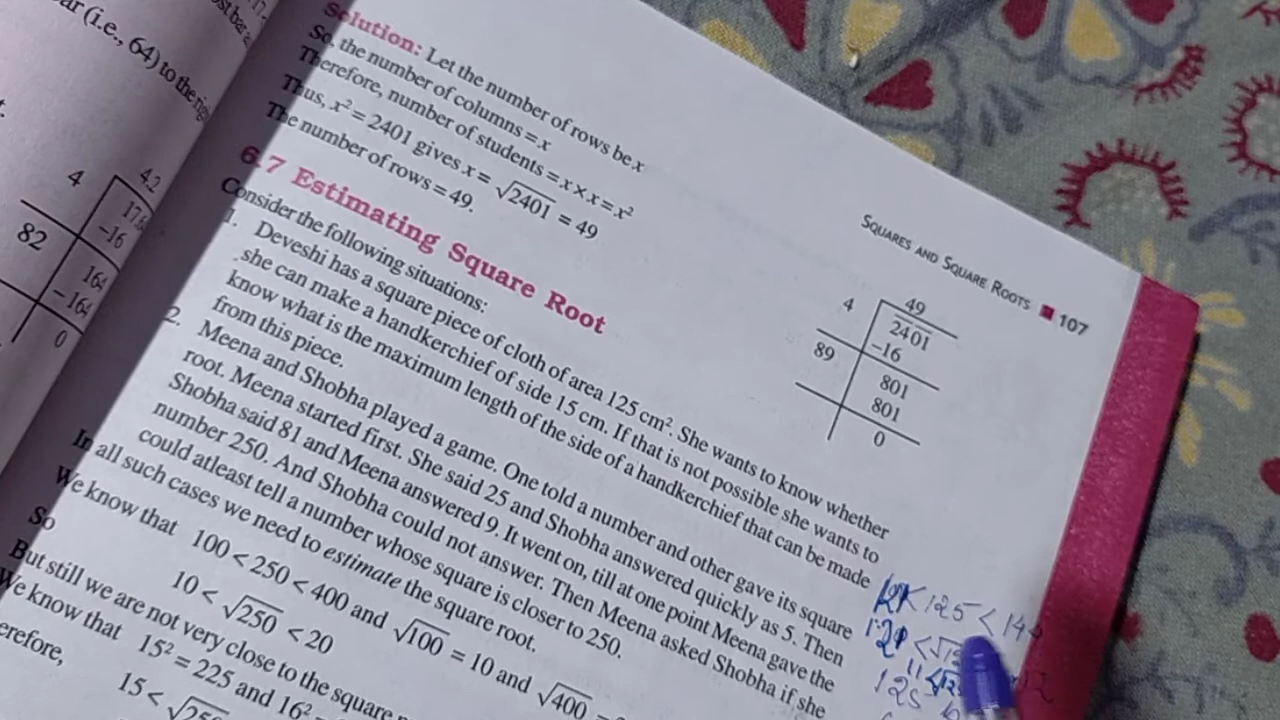 ar (i.e., 64) to the
4
4.2
-16
82
0
Solution: Let the number of rows be x
So, the number of columns = x
Therefore, number of students = x × x = x²
Thus, x² = 2401 gives x = √2401 = 49
The number of rows = 49.
SQUARES AND SQUARE ROOTS ■ 107
4
49
2401
–16
89
801
801
0
6.7 Estimating Square Root
Consider the following situations:
1. Deveshi has a square piece of cloth of area 125 cm². She wants to know whether
she can make a handkerchief of side 15 cm. If that is not possible she wants to
know what is the maximum length of the side of a handkerchief that can be made
from this piece.
2. Meena and Shobha played a game. One told a number and other gave its square
root. Meena started first. She said 25 and Shobha answered quickly as 5. Then
Shobha said 81 and Meena answered 9. It went on, till at one point Meena gave the
number 250. And Shobha could not answer. Then Meena asked Shobha if she
could atleast tell a number whose square is closer to 250.
In all such cases we need to estimate the square root.
We know that 100 < 250 < 400 and √100 = 10 and √400
So 10 < √250 < 20
But still we are not very close to the square
We know that 15² = 225 and 16²
erefore, 15 <
125 < 144
125